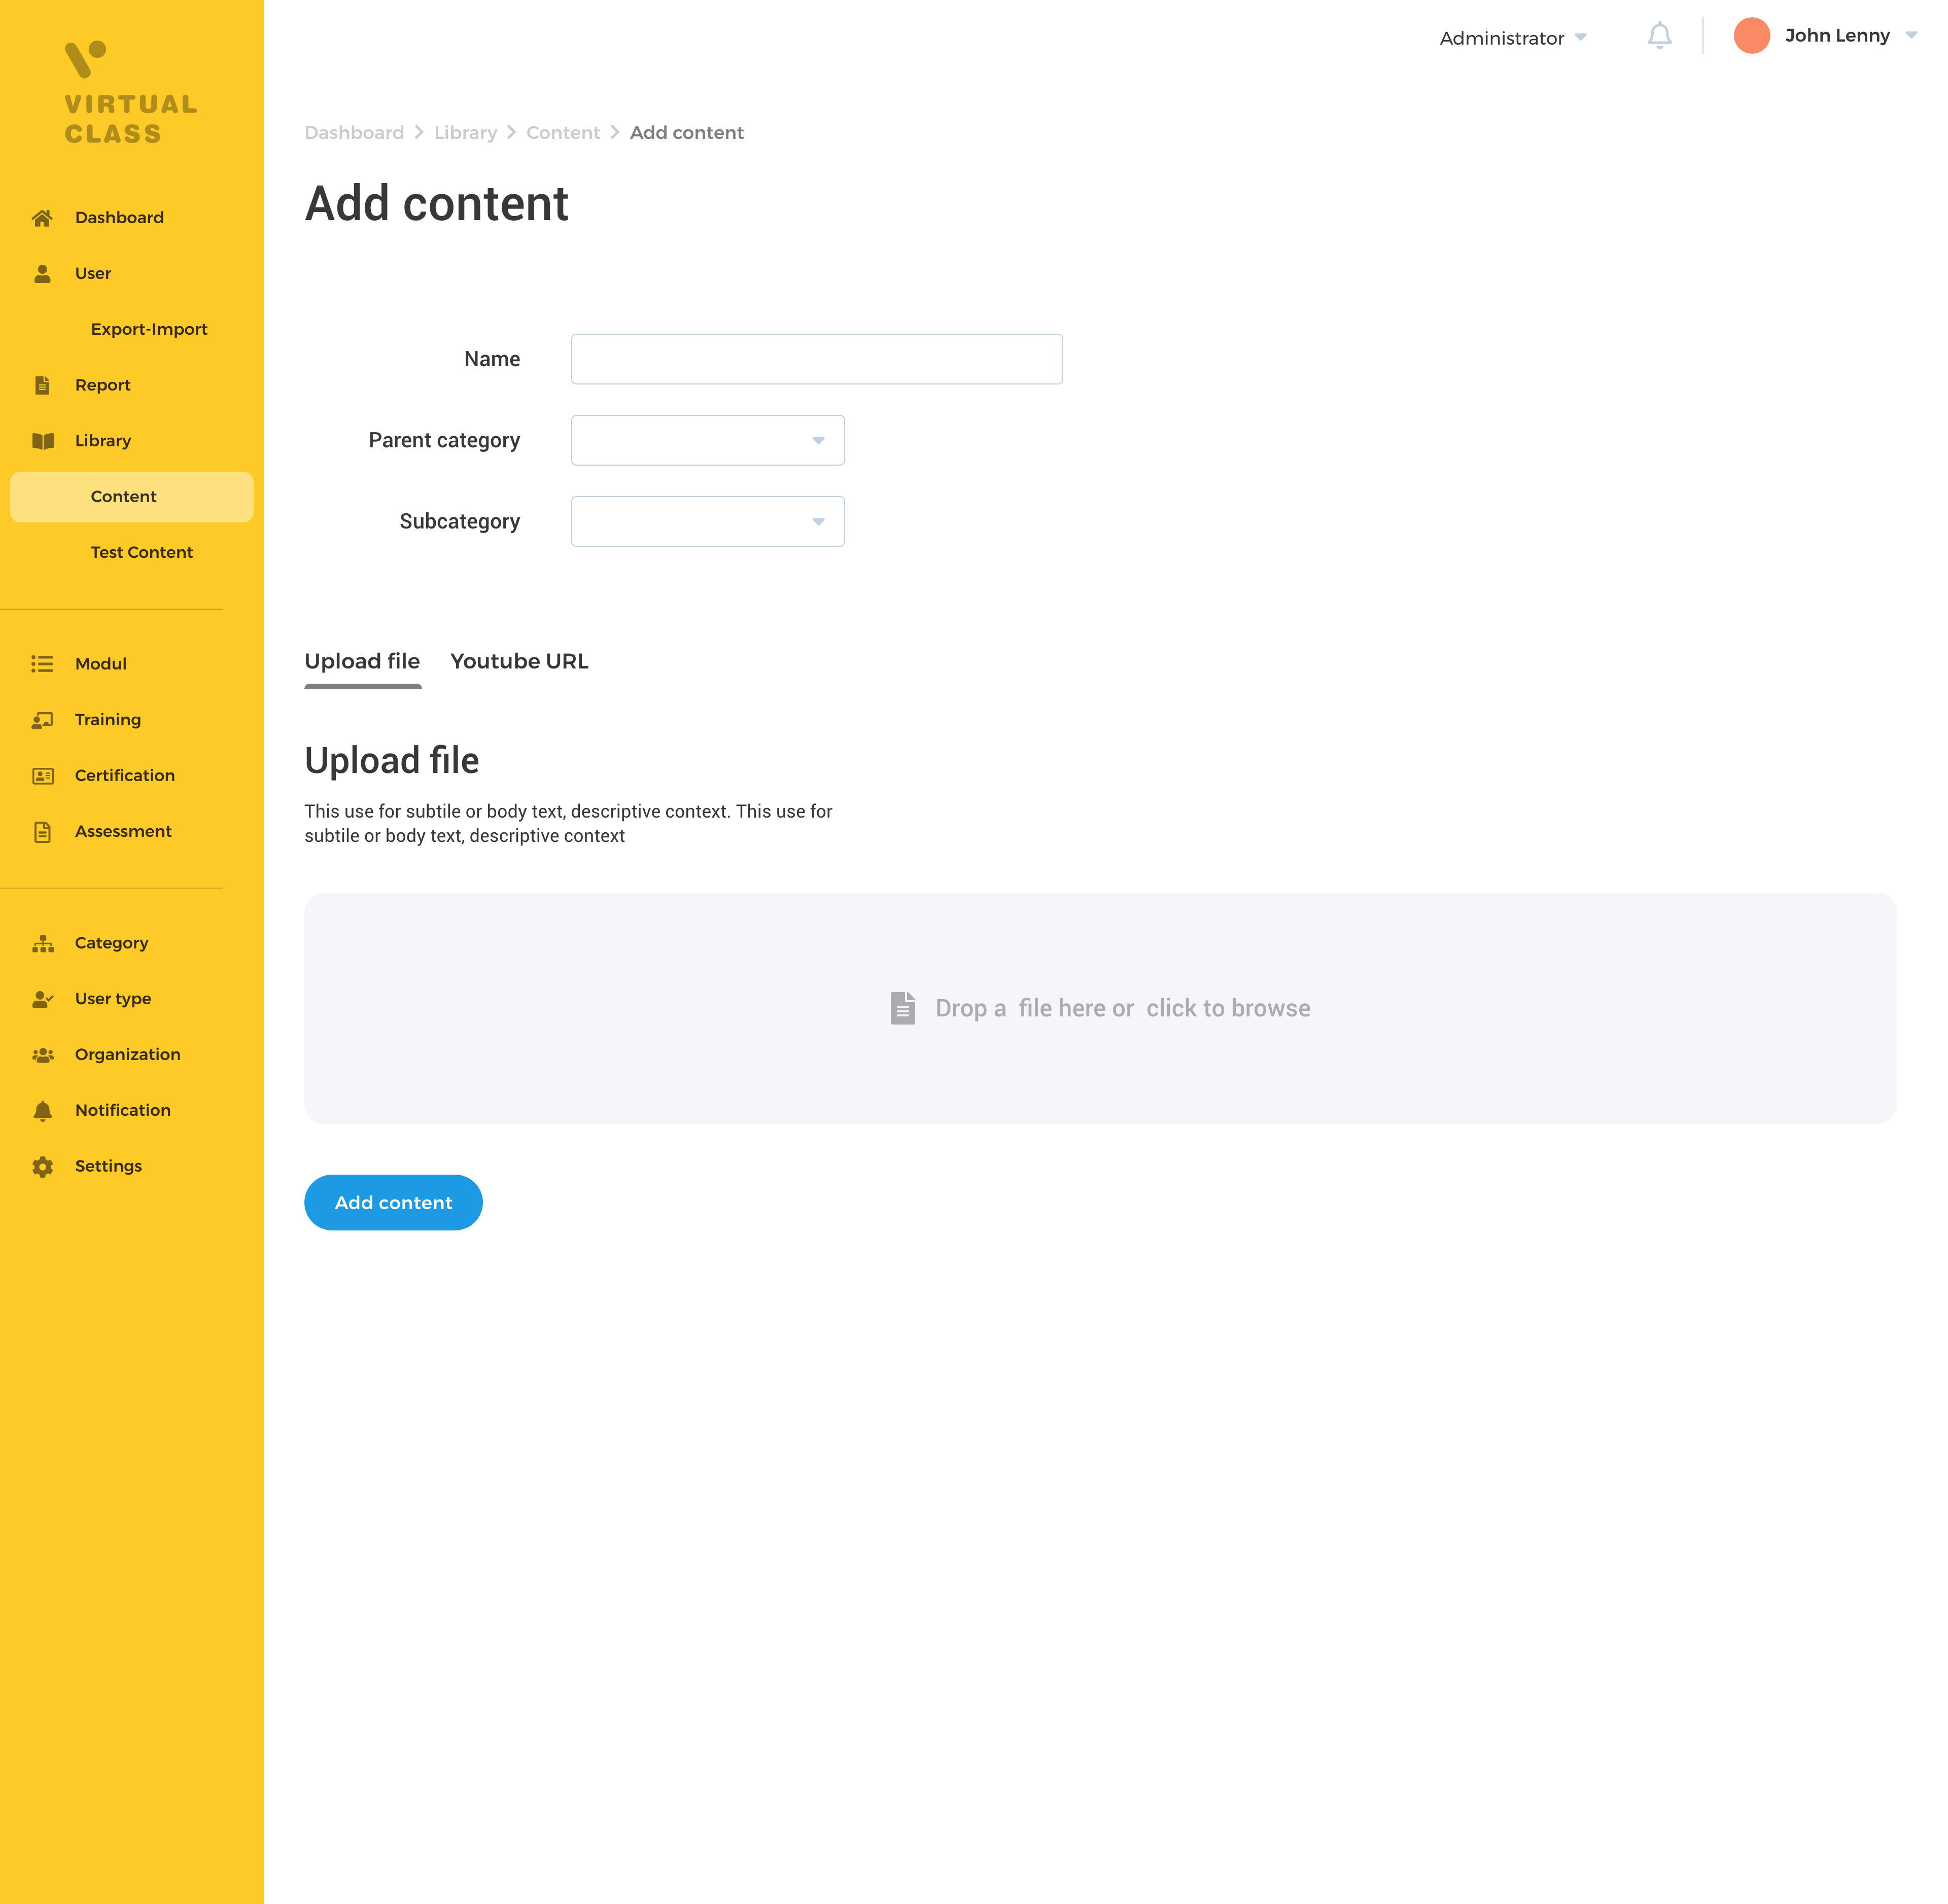 VIRTUAL
CLASS
Dashboard
User
Export-Import
Report
Library
Content
Test Content
Modul
Training
Certification
Assessment
Category
User type
Organization
Notification
Settings
Administrator
John Lenny
Dashboard Library Content Add content
Add content
Name
Parent category
Subcategory
Upload file Youtube URL
Upload file
This use for subtile or body text, descriptive context. This use for
subtile or body text, descriptive context
Drop a file here or click to browse
Add content